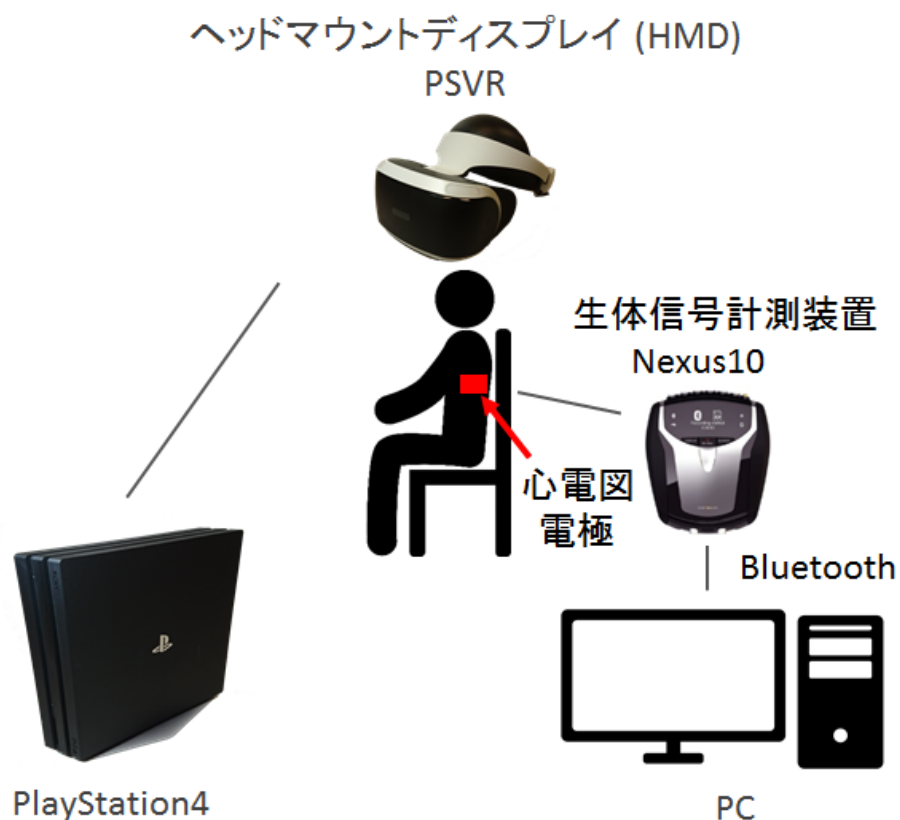 ヘッドマウントディスプレイ (HMD)
PSVR
生体信号計測装置
Nexus10
心電図
電極
Bluetooth
PlayStation4
PC